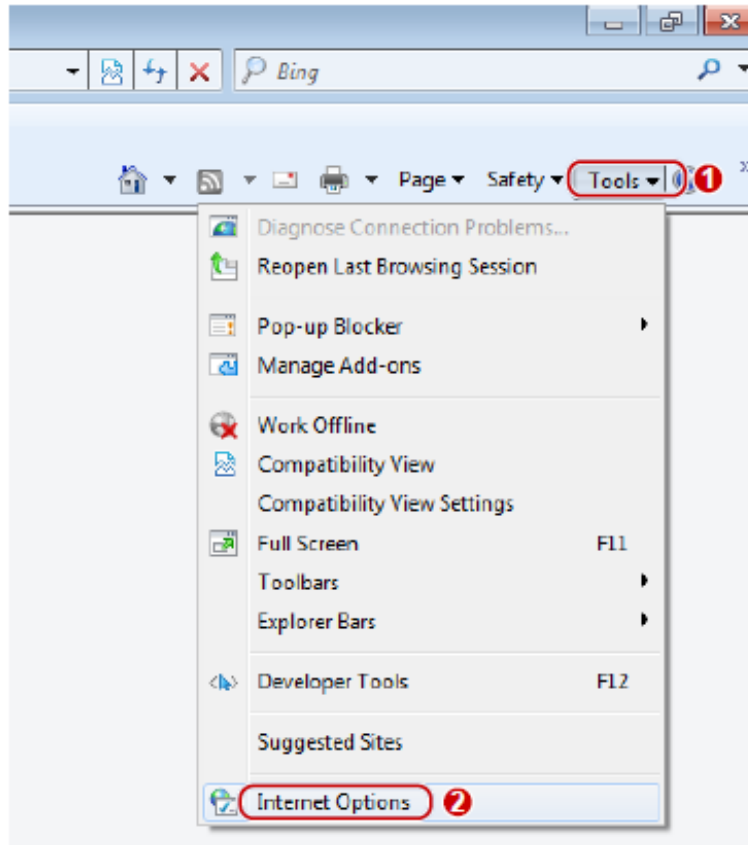 Bing
Page Safety Tools 1
Diagnose Connection Problems...
Reopen Last Browsing Session
Pop-up Blocker
Manage Add-ons
Work Offline
Compatibility View
Compatibility View Settings
Full Screen F11
Toolbars
Explorer Bars
Developer Tools F12
Suggested Sites
Internet Options 2